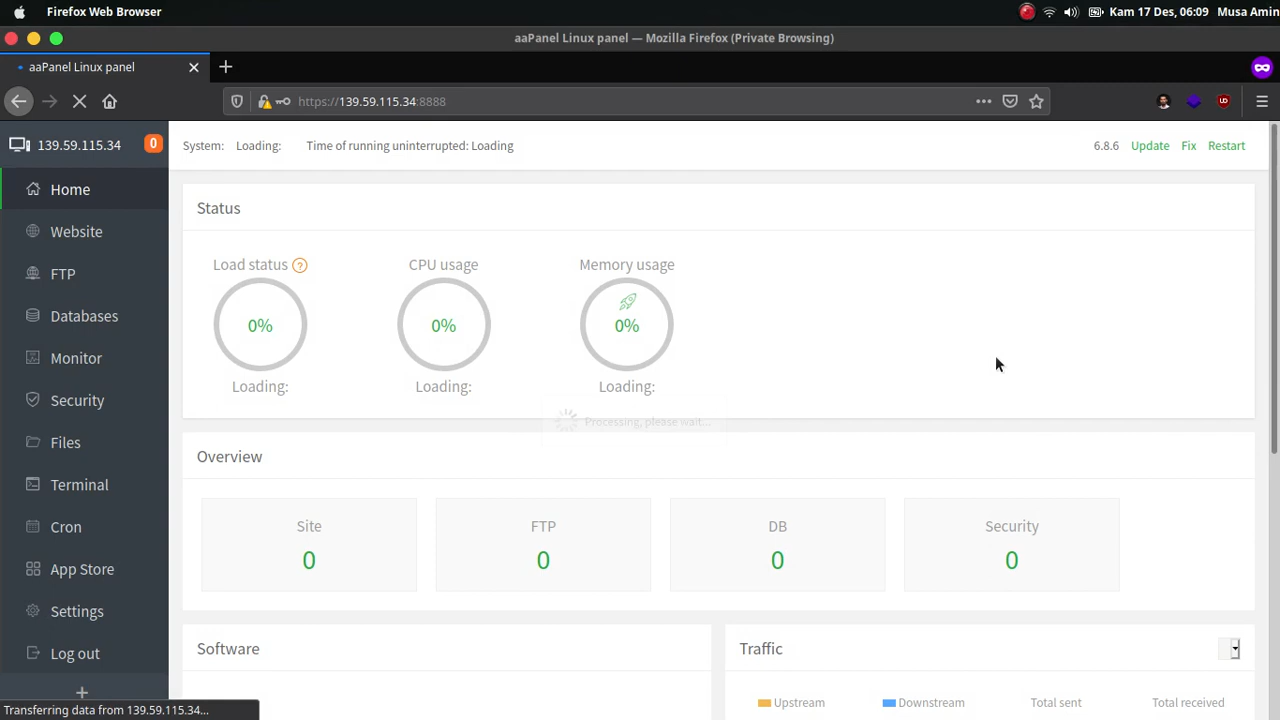 Firefox Web Browser
Kam 17 Des, 06:09 Musa Amin
aaPanel Linux panel — Mozilla Firefox (Private Browsing)
aaPanel Linux panel
https://139.59.115.34:8888
139.59.115.34 0
System: Loading: Time of running uninterrupted: Loading
6.8.6 Update Fix Restart
Home
Website
FTP
Databases
Monitor
Security
Files
Terminal
Cron
App Store
Settings
Log out
Status
Load status ? CPU usage Memory usage
0% 0% 0%
Loading: Loading: Loading:
Processing, please wait...
Overview
Site FTP DB Security
0 0 0 0
Software
Traffic
Upstream Downstream Total sent Total received
Transferring data from 139.59.115.34...